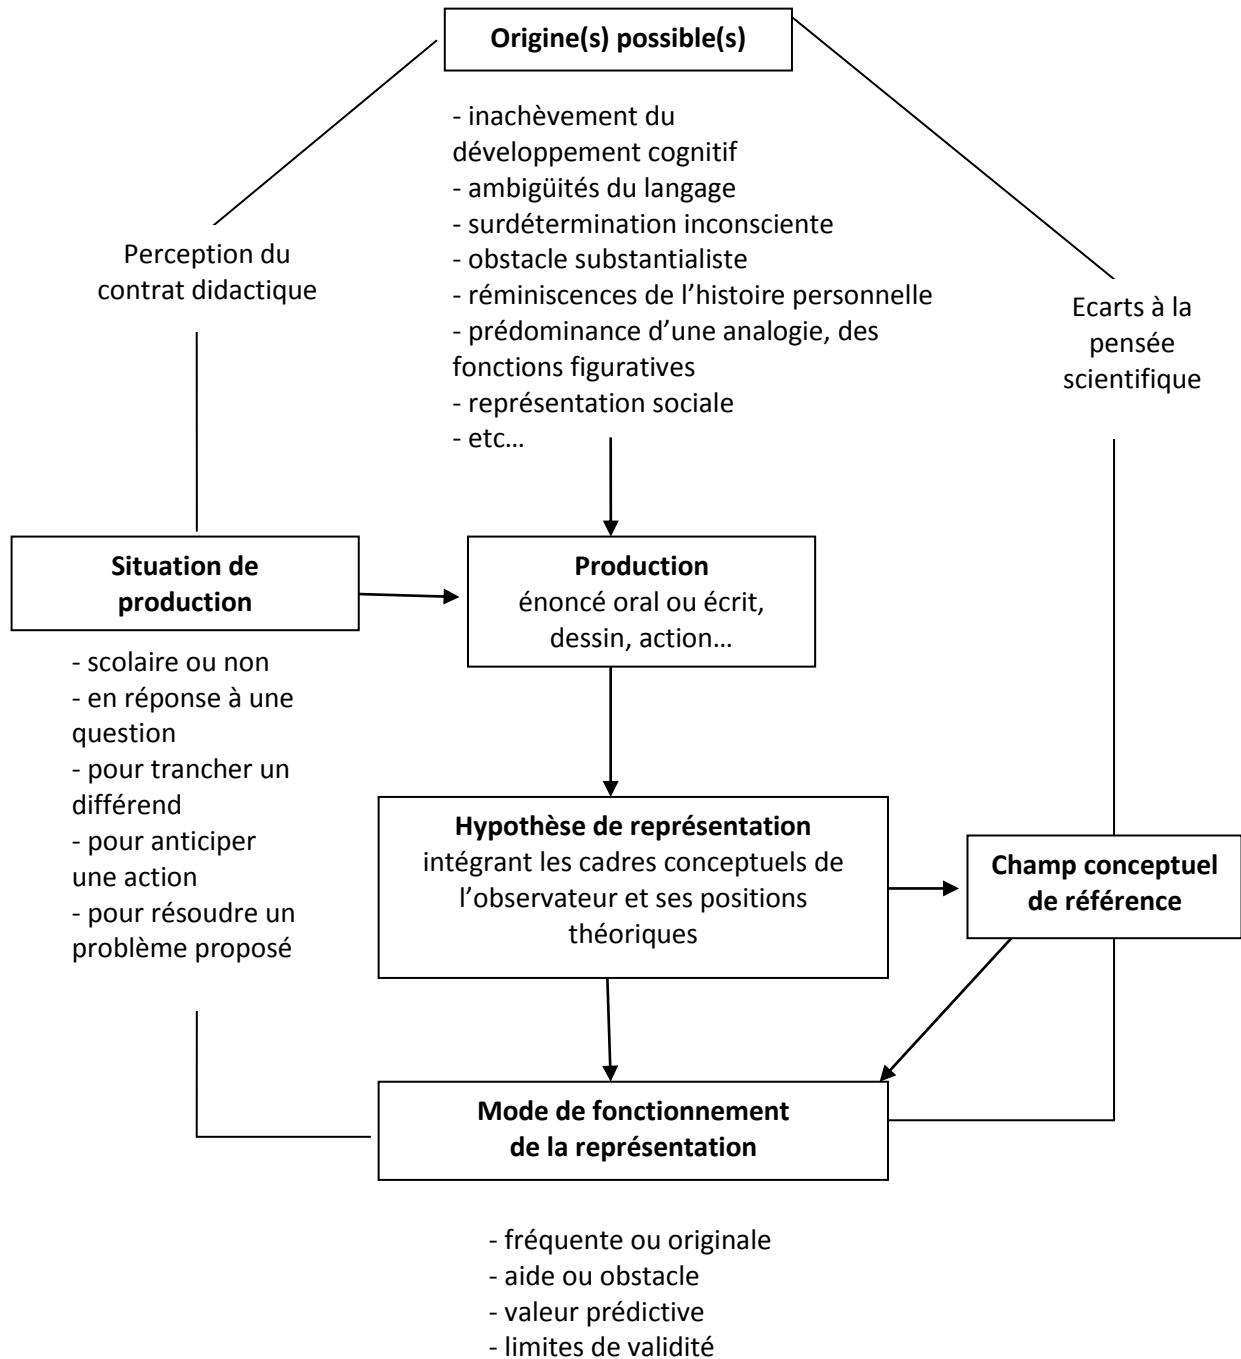 Origine(s) possible(s)
- inachèvement du
développement cognitif
- ambigüités du langage
- surdétermination inconsciente
- obstacle substantialiste
- réminiscences de l’histoire personnelle
- prédominance d’une analogie, des
fonctions figuratives
- représentation sociale
- etc…
Perception du
contrat didactique
Ecarts à la
pensée
scientifique
Situation de
production
- scolaire ou non
- en réponse à une
question
- pour trancher un
différend
- pour anticiper
une action
- pour résoudre un
problème proposé
Production
énoncé oral ou écrit,
dessin, action…
Hypothèse de représentation
intégrant les cadres conceptuels de
l’observateur et ses positions
théoriques
Champ conceptuel
de référence
Mode de fonctionnement
de la représentation
- fréquente ou originale
- aide ou obstacle
- valeur prédictive
- limites de validité